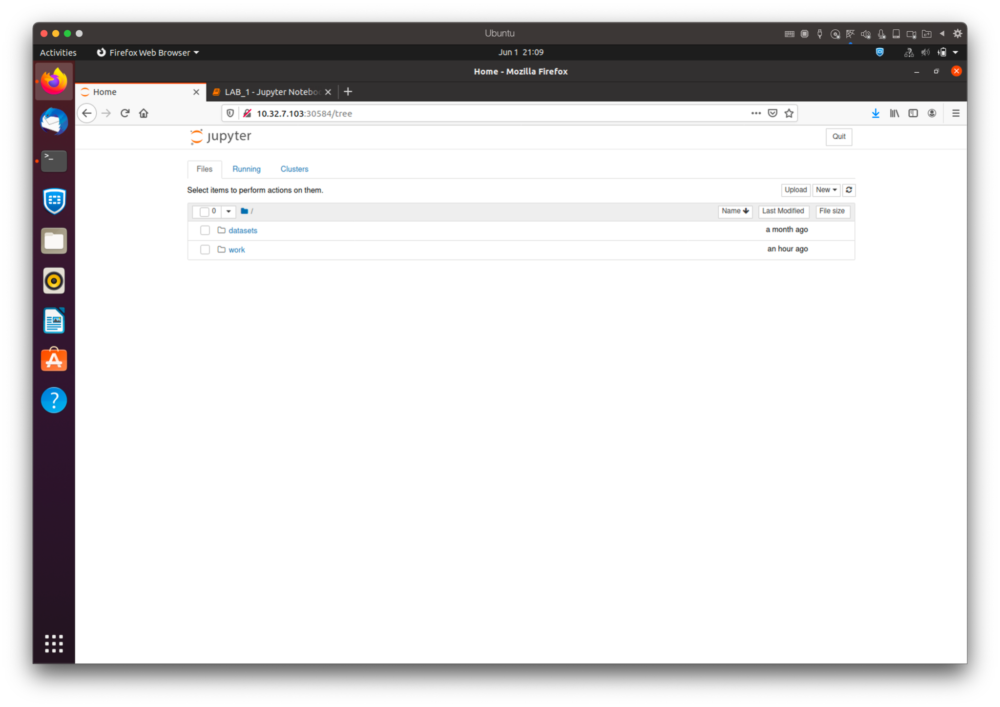 Ubuntu
Activities Firefox Web Browser Jun 1 21:09
Home - Mozilla Firefox
Home LAB_1 - Jupyter Noteboo
10.32.7.103:30584/tree
jupyter Quit
Files Running Clusters
Select items to perform actions on them. Upload New
0 / Name Last Modified File size
datasets a month ago
work an hour ago